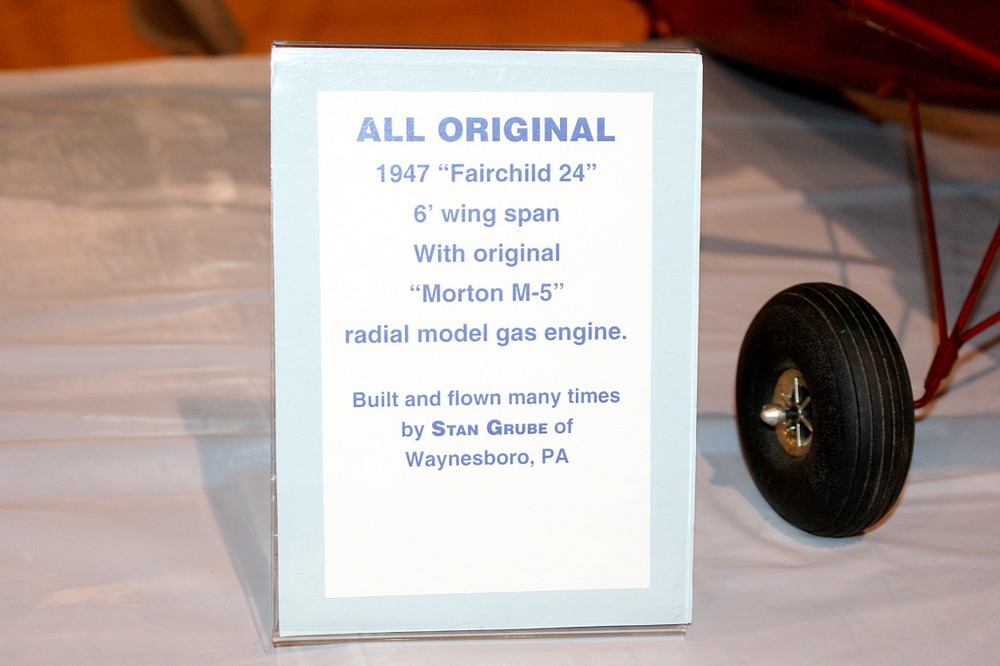 ALL ORIGINAL
1947 “Fairchild 24”
6’ wing span
With original
“Morton M-5”
radial model gas engine.
Built and flown many times
by STAN GRUBE of
Waynesboro, PA